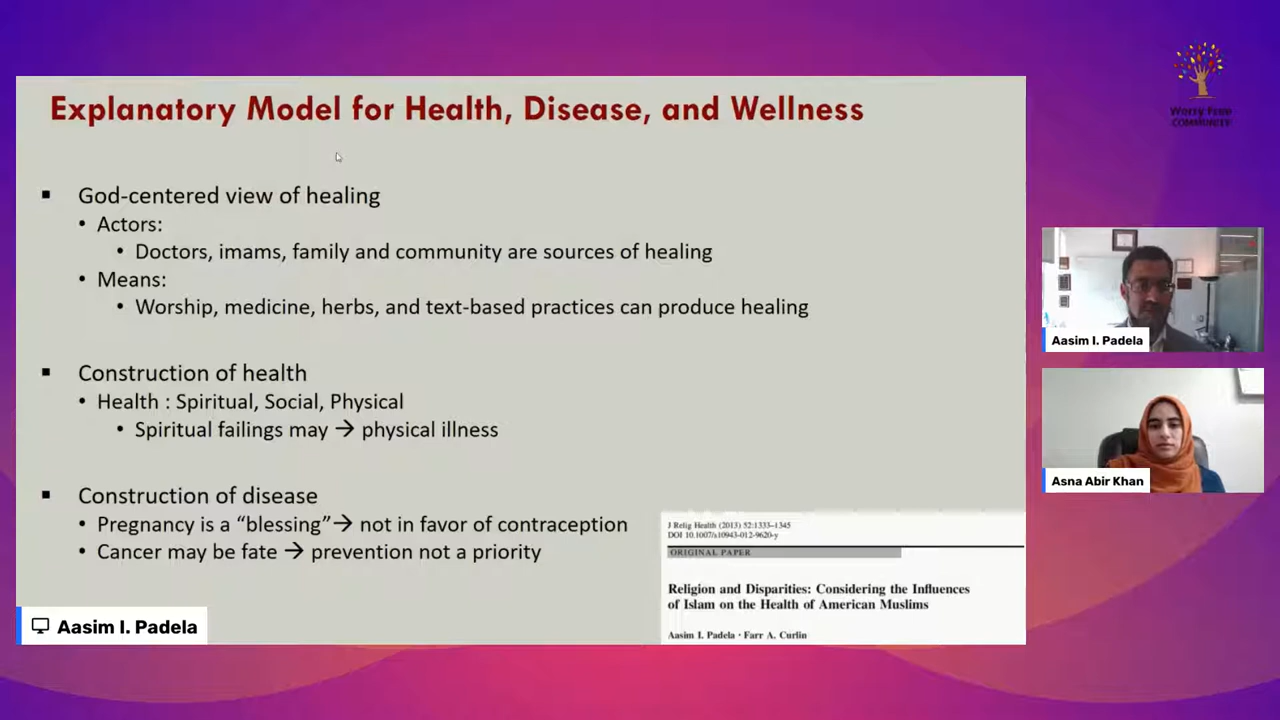 Explanatory Model for Health, Disease, and Wellness
▪ God-centered view of healing
• Actors:
• Doctors, imams, family and community are sources of healing
• Means:
• Worship, medicine, herbs, and text-based practices can produce healing
▪ Construction of health
• Health : Spiritual, Social, Physical
• Spiritual failings may → physical illness
▪ Construction of disease
• Pregnancy is a “blessing”→ not in favor of contraception
• Cancer may be fate → prevention not a priority
J Relig Health (2013) 52:1333–1345
DOI 10.1007/s10943-012-9620-y
ORIGINAL PAPER
Religion and Disparities: Considering the Influences
of Islam on the Health of American Muslims
Aasim I. Padela · Farr A. Curlin
Aasim I. Padela
Worry Free
COMMUNITY
Aasim I. Padela
Asna Abir Khan